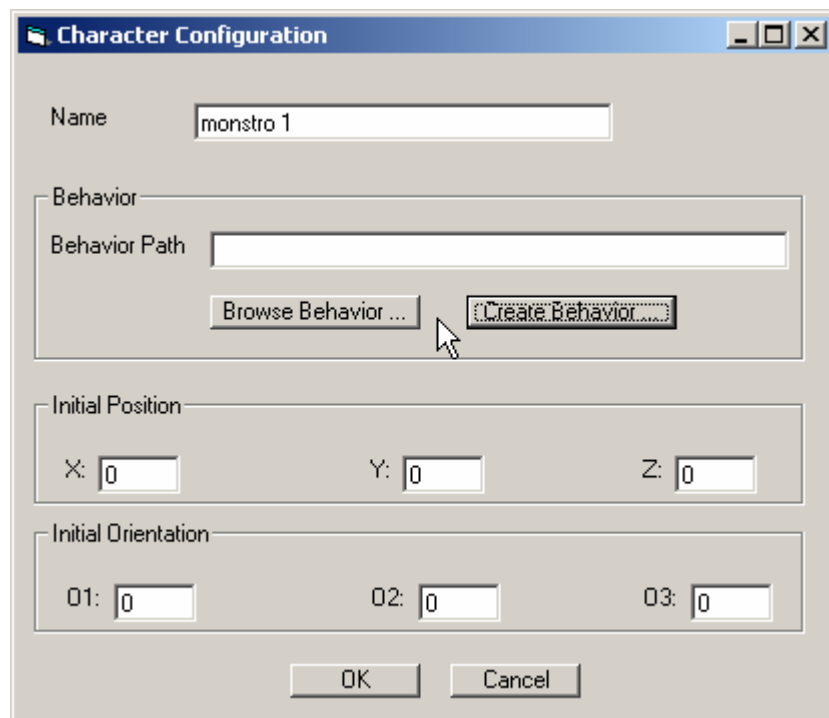 Character Configuration
Name monstro 1
Behavior
Behavior Path
Browse Behavior ... Create Behavior ...
Initial Position
X: 0 Y: 0 Z: 0
Initial Orientation
O1: 0 O2: 0 O3: 0
OK Cancel